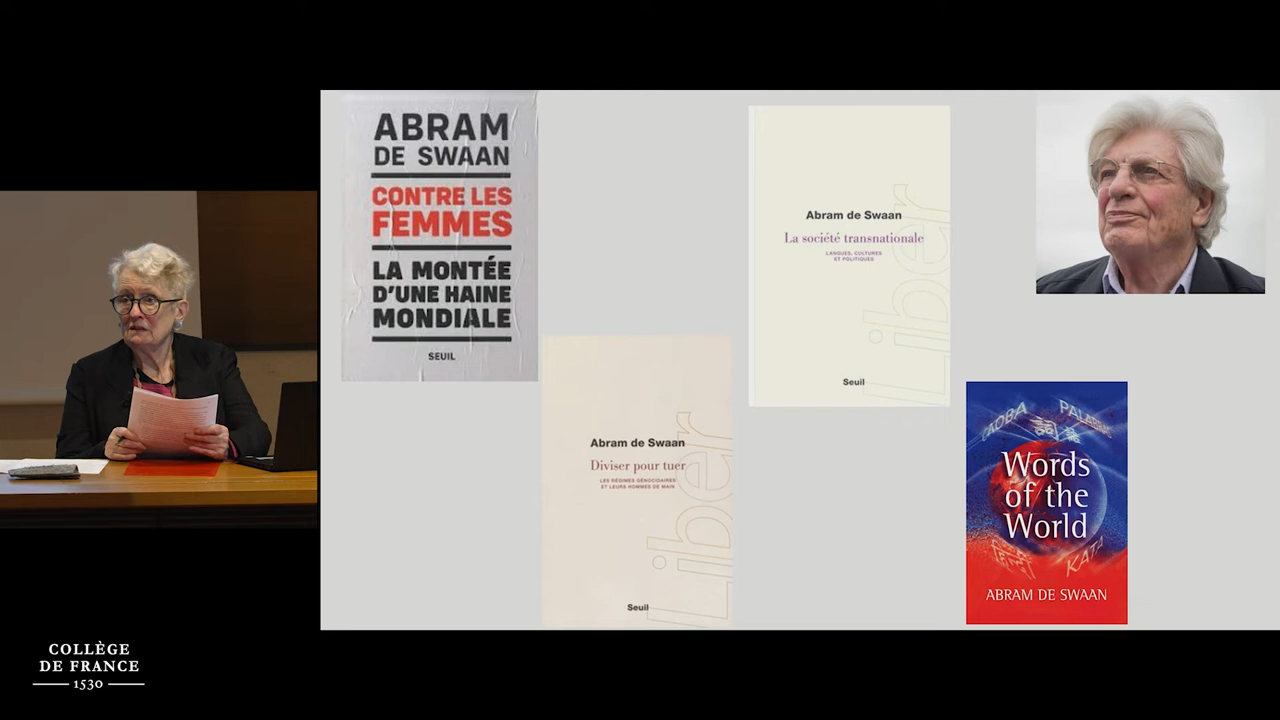 ABRAM
DE SWAAN
CONTRE LES
FEMMES
LA MONTÉE
D'UNE HAINE
MONDIALE
SEUIL
Abram de Swaan
Diviser pour tuer
LES RÉGIMES GÉNOCIDAIRES
ET LEURS HOMMES DE MAIN
Liber
Seuil
Abram de Swaan
La société transnationale
LANGUES, CULTURES
ET POLITIQUES
Liber
Seuil
PALABRAS
Words
of the
World
KATA
ABRAM DE SWAAN
COLLÈGE
DE FRANCE
1530